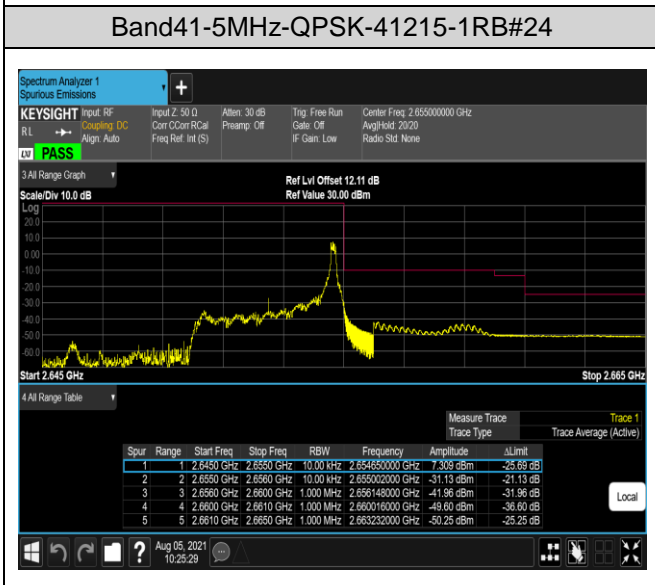 Band41-5MHz-QPSK-41215-1RB#24
Spectrum Analyzer 1
Spurious Emissions
+
KEYSIGHT Input: RF Input Z: 50 Ω Atten: 30 dB Trig: Free Run Center Freq: 2.655000000 GHz
RL Coupling: DC Corr CCorr RCal Preamp: Off Gate: Off Avg|Hold: 20/20
Align: Auto Freq Ref: Int (S) IF Gain: Low Radio Std: None
LXI PASS
3 All Range Graph
Ref Lvl Offset 12.11 dB
Scale/Div 10.0 dB Ref Value 30.00 dBm
Log
20.0
10.0
0.00
-10.0
-20.0
-30.0
-40.0
-50.0
-60.0
Start 2.645 GHz Stop 2.665 GHz
4 All Range Table
Measure Trace Trace 1
Trace Type Trace Average (Active)
Spur Range Start Freq Stop Freq RBW Frequency Amplitude ΔLimit
1 1 2.6450 GHz 2.6550 GHz 10.00 kHz 2.654650000 GHz 7.309 dBm -25.69 dB
2 2 2.6550 GHz 2.6560 GHz 10.00 kHz 2.655002000 GHz -31.13 dBm -21.13 dB
3 3 2.6560 GHz 2.6600 GHz 1.000 MHz 2.656148000 GHz -41.96 dBm -31.96 dB
4 4 2.6600 GHz 2.6610 GHz 1.000 MHz 2.660016000 GHz -49.60 dBm -36.60 dB
5 5 2.6610 GHz 2.6650 GHz 1.000 MHz 2.663232000 GHz -50.25 dBm -25.25 dB
Local
? Aug 05, 2021
10:25:29